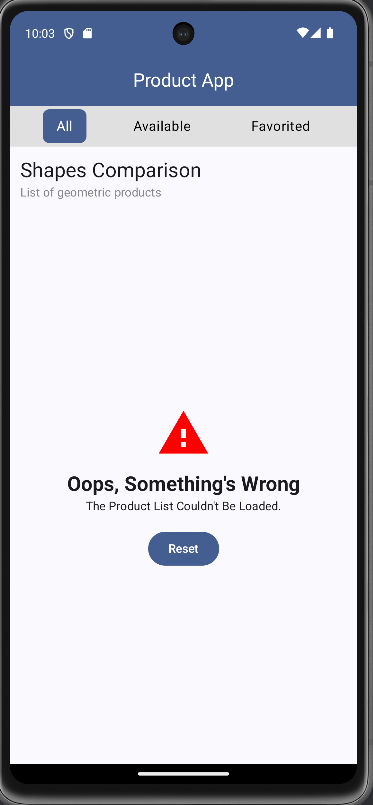 10:03
Product App
All Available Favorited
Shapes Comparison
List of geometric products
Oops, Something's Wrong
The Product List Couldn't Be Loaded.
Reset